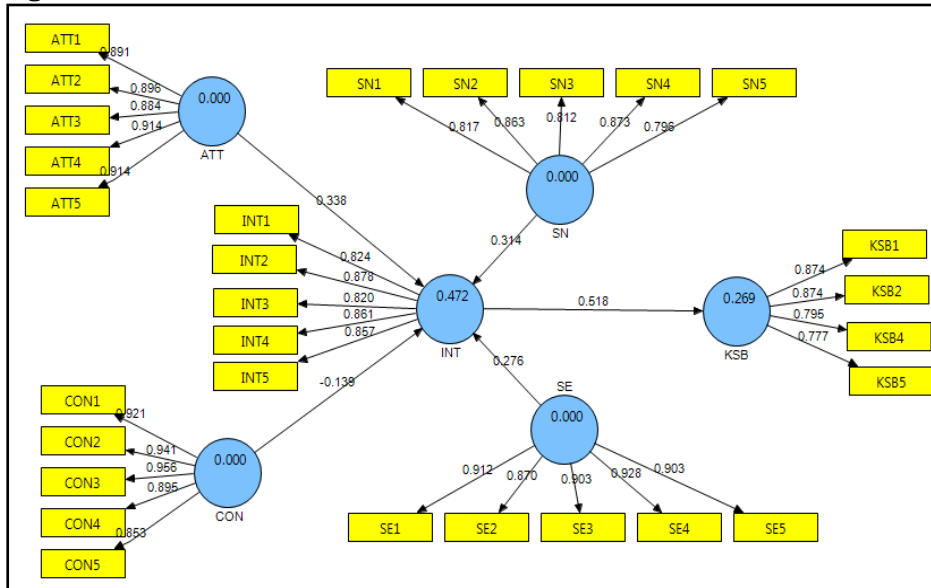 ATT1
ATT2
ATT3
ATT4
ATT5
0.891
0.896
0.884
0.914
0.914
0.000
ATT
0.338
SN1
SN2
SN3
SN4
SN5
0.817
0.863
0.812
0.873
0.796
0.000
SN
0.314
INT1
INT2
INT3
INT4
INT5
0.824
0.878
0.820
0.861
0.857
0.472
INT
0.518
0.269
KSB
0.874
0.874
0.795
0.777
KSB1
KSB2
KSB4
KSB5
CON1
CON2
CON3
CON4
CON5
0.921
0.941
0.956
0.895
0.853
0.000
CON
-0.139
0.276
SE
0.000
0.912
0.870
0.903
0.928
0.903
SE1
SE2
SE3
SE4
SE5